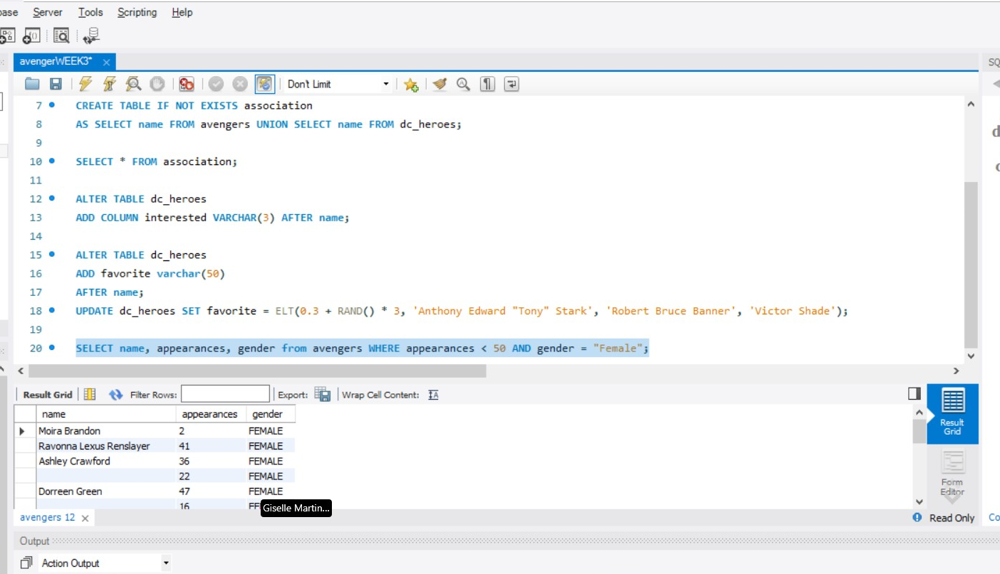 Server Tools Scripting Help
avengerWEEK3*
Don't Limit
7 CREATE TABLE IF NOT EXISTS association
8 AS SELECT name FROM avengers UNION SELECT name FROM dc_heroes;
9
10 SELECT * FROM association;
11
12 ALTER TABLE dc_heroes
13 ADD COLUMN interested VARCHAR(3) AFTER name;
14
15 ALTER TABLE dc_heroes
16 ADD favorite varchar(50)
17 AFTER name;
18 UPDATE dc_heroes SET favorite = ELT(0.3 + RAND() * 3, 'Anthony Edward "Tony" Stark', 'Robert Bruce Banner', 'Victor Shade');
19
20 SELECT name, appearances, gender from avengers WHERE appearances < 50 AND gender = "Female";
Result Grid Filter Rows: Export: Wrap Cell Content:
name appearances gender
Moira Brandon 2 FEMALE
Ravonna Lexus Renslayer 41 FEMALE
Ashley Crawford 36 FEMALE
22 FEMALE
Dorreen Green 47 FEMALE
16
Giselle Martin...
Result
Grid
Form
Editor
avengers 12
Read Only
Output
Action Output